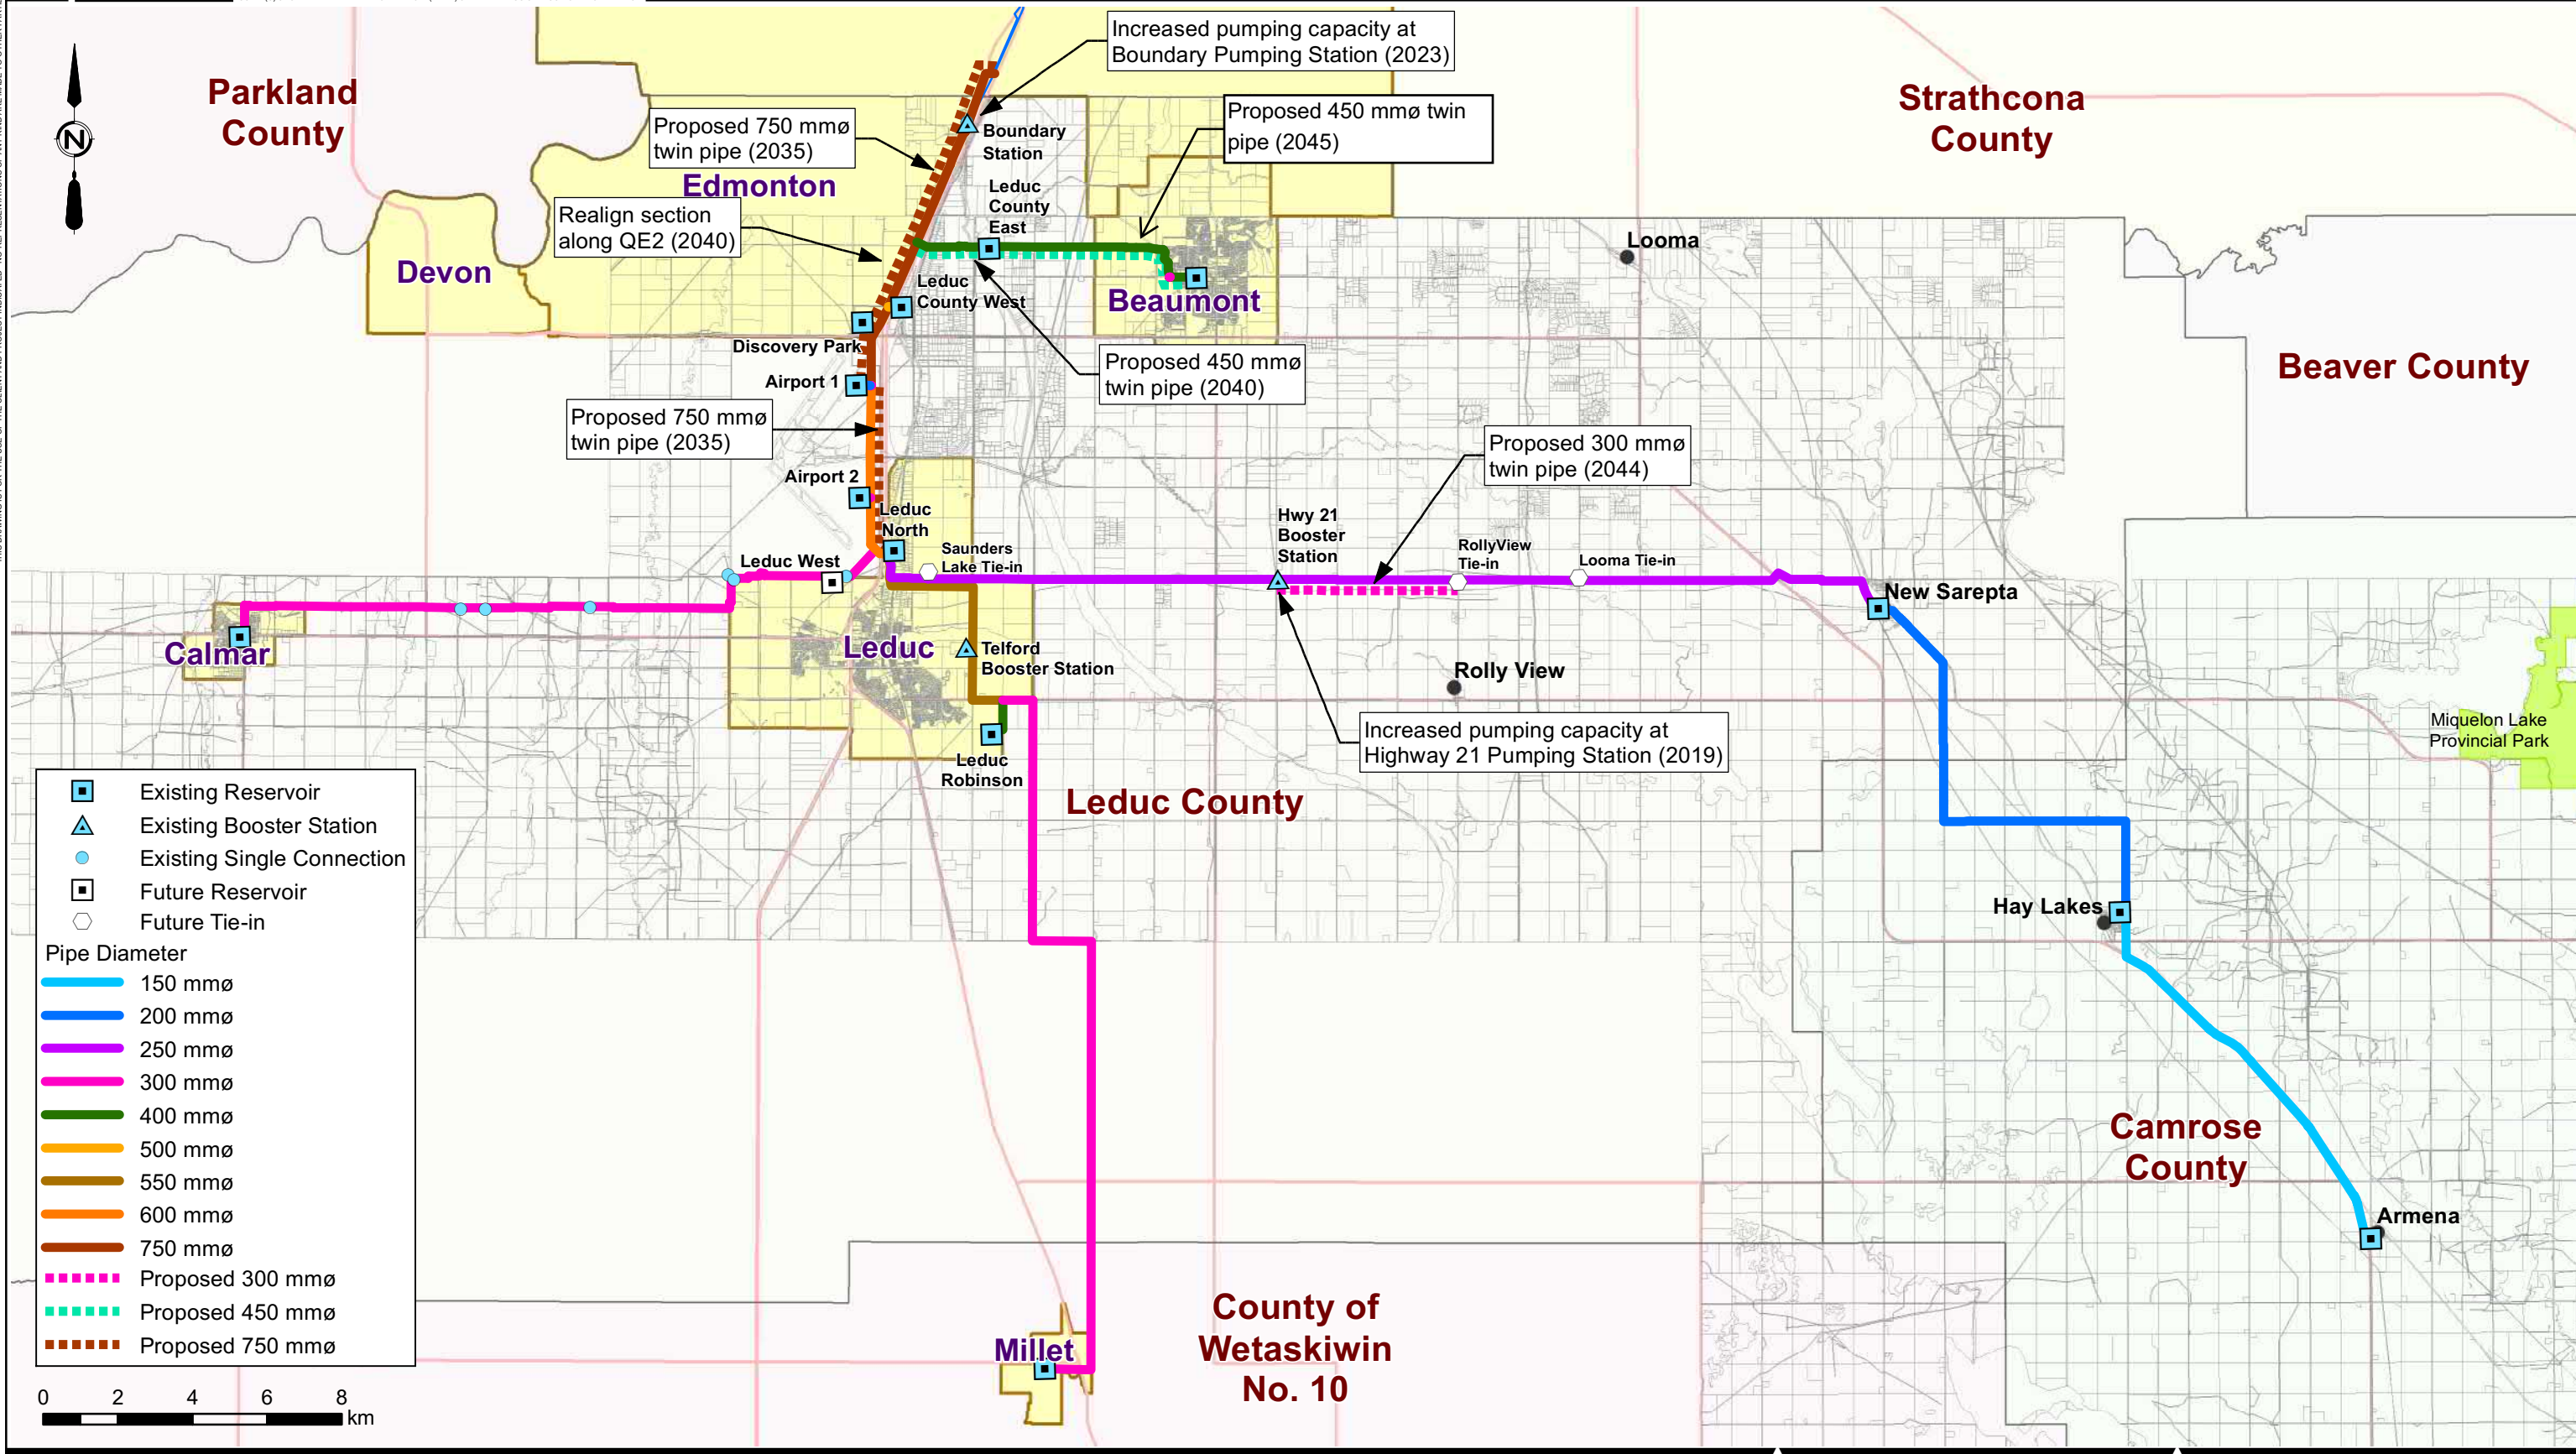 Increased pumping capacity at
Boundary Pumping Station (2023)
Parkland
County
Strathcona
County
Proposed 750 mmø
twin pipe (2035)
Proposed 450 mmø twin
pipe (2045)
Boundary
Station
N
Edmonton
Leduc
County
East
Realign section
along QE2 (2040)
Looma
Devon
Leduc
County West
Beaumont
Discovery Park
Proposed 450 mmø
twin pipe (2040)
Beaver County
Airport 1
Proposed 750 mmø
twin pipe (2035)
Proposed 300 mmø
twin pipe (2044)
Airport 2
Leduc
North
Hwy 21
Booster
Station
Saunders
Lake Tie-in
RollyView
Tie-in
Looma Tie-in
Leduc West
New Sarepta
Calmar
Leduc
Telford
Booster Station
Rolly View
Increased pumping capacity at
Highway 21 Pumping Station (2019)
Miquelon Lake
Provincial Park
Leduc
Robinson
Leduc County
Existing Reservoir
Existing Booster Station
Existing Single Connection
Future Reservoir
Future Tie-in
Pipe Diameter
150 mmø
200 mmø
250 mmø
300 mmø
400 mmø
500 mmø
550 mmø
600 mmø
750 mmø
Proposed 300 mmø
Proposed 450 mmø
Proposed 750 mmø
Hay Lakes
Camrose
County
Armena
County of
Wetaskiwin
No. 10
Millet
0 2 4 6 8
km